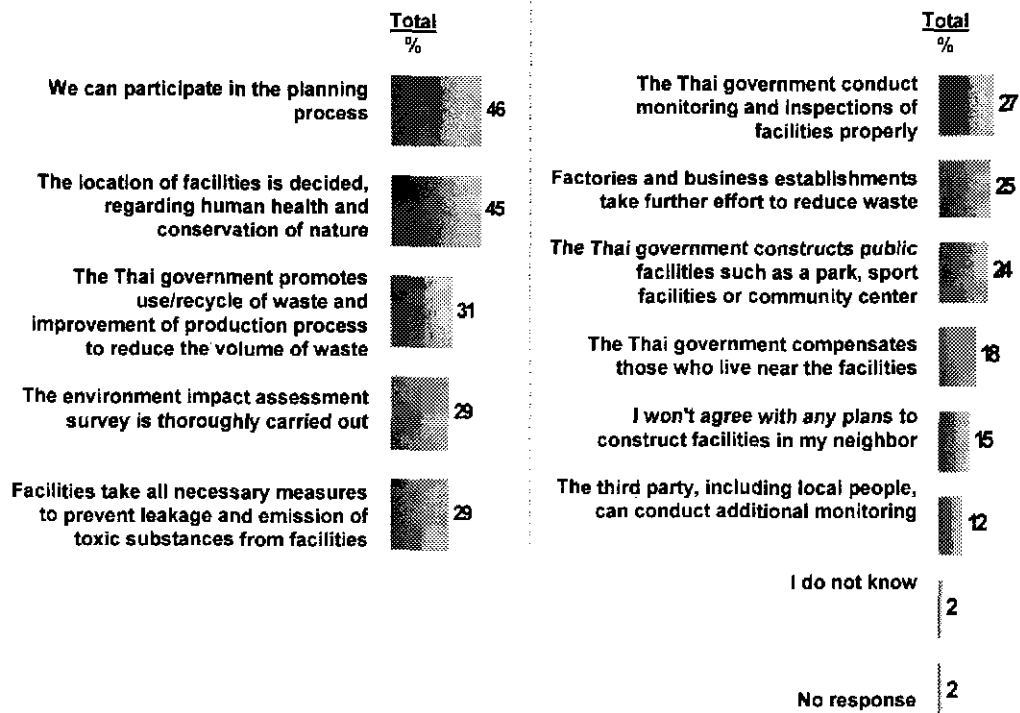 Total
%
We can participate in the planning
process
46
The location of facilities is decided,
regarding human health and
conservation of nature
45
The Thai government promotes
use/recycle of waste and
improvement of production process
to reduce the volume of waste
31
The environment impact assessment
survey is thoroughly carried out
29
Facilities take all necessary measures
to prevent leakage and emission of
toxic substances from facilities
29
Total
%
The Thai government conduct
monitoring and inspections of
facilities properly
27
Factories and business establishments
take further effort to reduce waste
25
The Thai government constructs public
facilities such as a park, sport
facilities or community center
24
The Thai government compensates
those who live near the facilities
18
I won't agree with any plans to
construct facilities in my neighbor
15
The third party, including local people,
can conduct additional monitoring
12
I do not know
2
No response
2